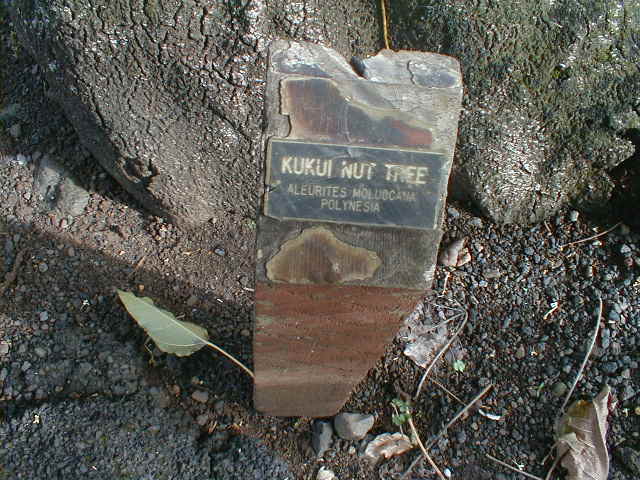 KUKUI NUT TREE
ALEURITES MOLUCCANA
POLYNESIA